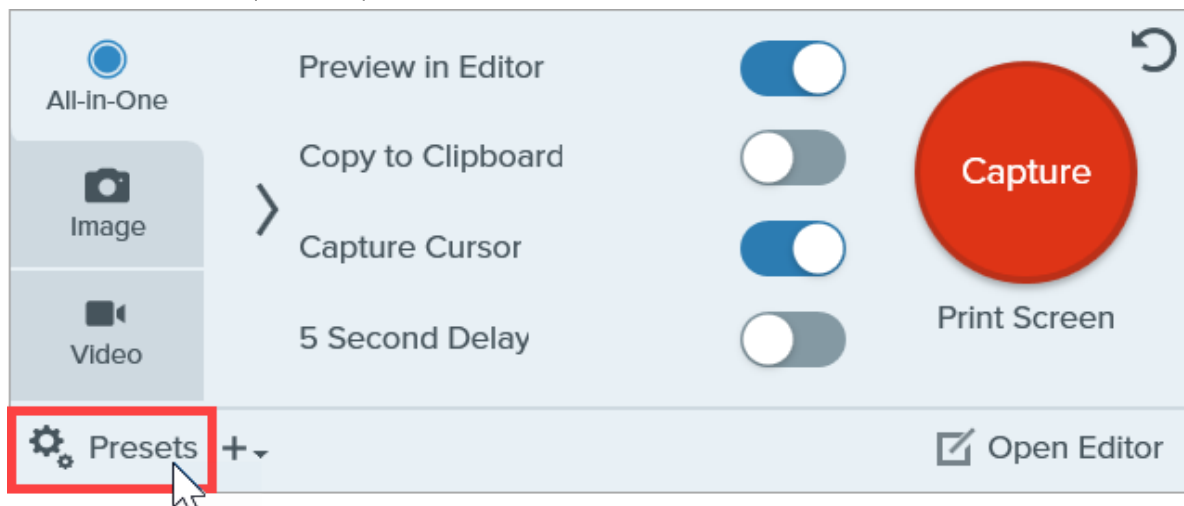 All-in-One
Image
Video
Preview in Editor
Copy to Clipboard
Capture Cursor
5 Second Delay
Capture
Print Screen
Presets
Open Editor